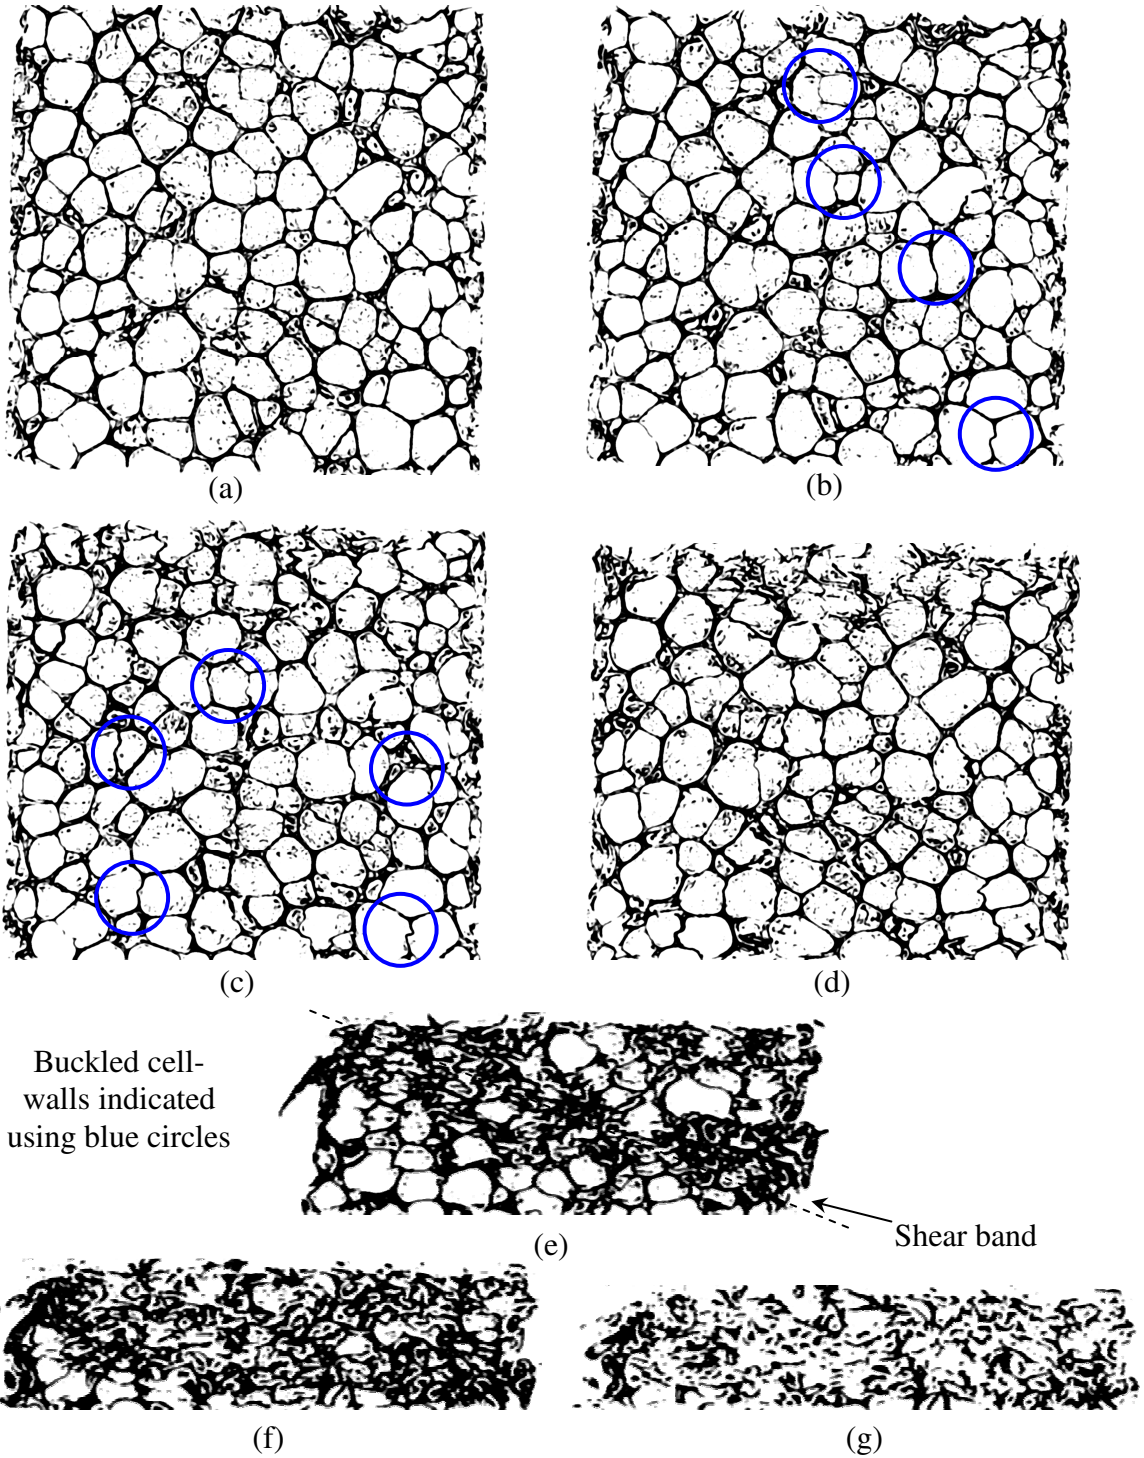 (a)
(b)
(c)
(d)
Buckled cell-
walls indicated
using blue circles
(e)
Shear band
(f)
(g)